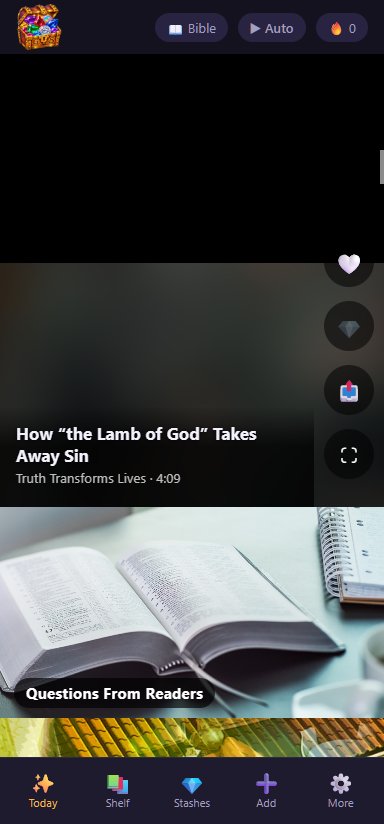 Bible
Auto
0
How “the Lamb of God” Takes
Away Sin
Truth Transforms Lives · 4:09
Questions From Readers
Today
Shelf
Stashes
Add
More